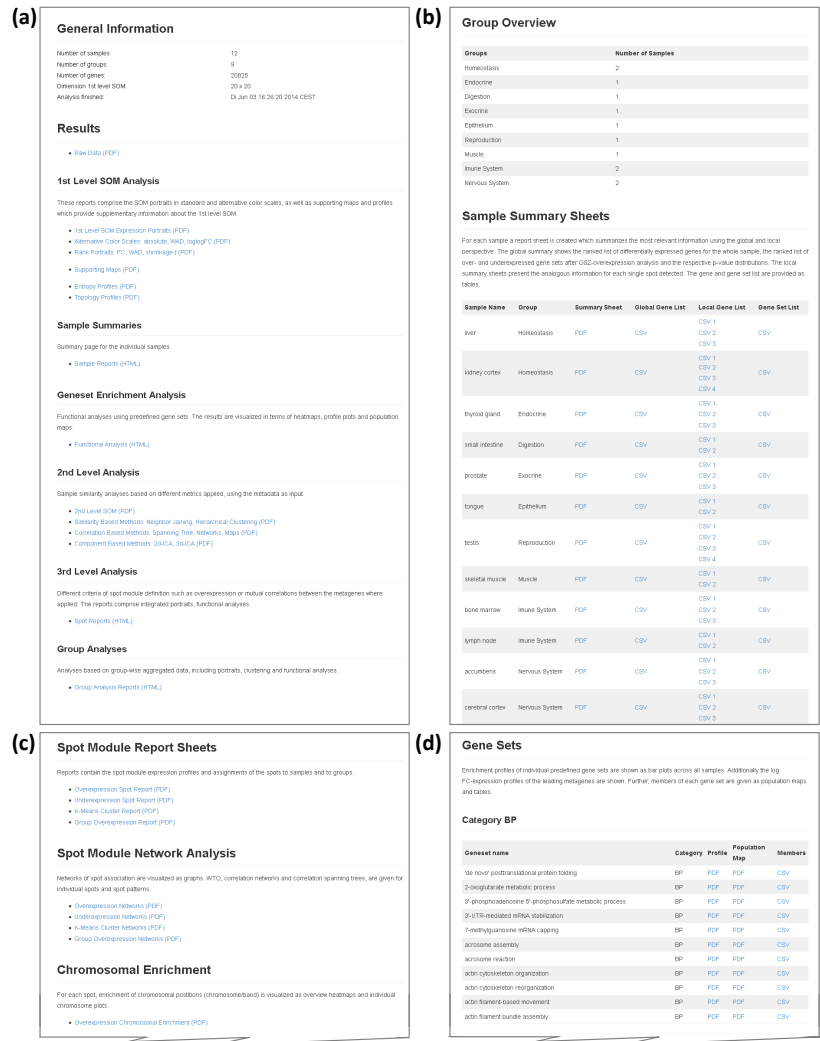 (a)
General Information
Number of samples: 12
Number of groups: 9
Number of genes: 20825
Dimension 1st level SOM: 20 x 20
Analysis finished: Di Jun 03 16:26:20 2014 CEST
Results
• Raw Data (PDF)
1st Level SOM Analysis
These reports comprise the SOM portraits in standard and alternative color scales, as well as supporting maps and profiles
which provide supplementary information about the 1st level SOM.
• 1st Level SOM Expression Portraits (PDF)
• Alternative Color Scales: absolute, WAD, loglogFC (PDF)
• Rank Portraits: FC, WAD, shrinkage-t (PDF)
• Supporting Maps (PDF)
• Entropy Profiles (PDF)
• Topology Profiles (PDF)
Sample Summaries
Summary page for the individual samples.
• Sample Reports (HTML)
Geneset Enrichment Analysis
Functional analyses using predefined gene sets. The results are visualized in terms of heatmaps, profile plots and population
maps.
• Functional Analysis (HTML)
2nd Level Analysis
Sample similarity analyses based on different metrics applied, using the metadata as input.
• 2nd Level SOM (PDF)
• Similarity Based Methods: Neighbor Joining, Hierarchical Clustering (PDF)
• Correlation Based Methods: Spanning Tree, Networks, Maps (PDF)
• Component Based Methods: 2d-ICA, 3d-ICA (PDF)
3rd Level Analysis
Different criteria of spot module definition such as overexpression or mutual correlations between the metagenes where
applied. The reports comprise integrated portraits, functional analyses.
• Spot Reports (HTML)
Group Analyses
Analyses based on group-wise aggregated data, including portraits, clustering and functional analyses.
• Group Analysis Reports (HTML)
(b)
Group Overview
Groups Number of Samples
Homeostasis 2
Endocrine 1
Digestion 1
Exocrine 1
Epithelium 1
Reproduction 1
Muscle 1
Imune System 2
Nervous System 2
Sample Summary Sheets
For each sample a report sheet is created which summarizes the most relevant information using the global and local
perspective. The global summary shows the ranked list of differentially expressed genes for the whole sample, the ranked list of
over- and underexpressed gene sets after GSZ-overexpression analysis and the respective p-value distributions. The local
summary sheets present the analogous information for each single spot detected. The gene and gene set list are provided as
tables.
Sample Name Group Summary Sheet Global Gene List Local Gene List Gene Set List
CSV 1
liver Homeostasis PDF CSV CSV 2 CSV
CSV 3
CSV 1
CSV 2
kidney cortex Homeostasis PDF CSV CSV
CSV 3
CSV 4
CSV 1
thyroid gland Endocrine PDF CSV CSV 2 CSV
CSV 3
CSV 1
small intestine Digestion PDF CSV CSV
CSV 2
CSV 1
prostate Exocrine PDF CSV CSV 2 CSV
CSV 3
CSV 1
tongue Epithelium PDF CSV CSV
CSV 2
CSV 1
CSV 2
testis Reproduction PDF CSV CSV
CSV 3
CSV 4
CSV 1
skeletal muscle Muscle PDF CSV CSV
CSV 2
CSV 1
bone marrow Imune System PDF CSV CSV 2 CSV
CSV 3
CSV 1
lymph node Imune System PDF CSV CSV
CSV 2
CSV 1
accumbens Nervous System PDF CSV CSV 2 CSV
CSV 3
CSV 1
cerebral cortex Nervous System PDF CSV CSV 2 CSV
CSV 3
(c)
Spot Module Report Sheets
Reports contain the spot module expression profiles and assignments of the spots to samples and to groups.
• Overexpression Spot Report (PDF)
• Underexpression Spot Report (PDF)
• K-Means Cluster Report (PDF)
• Group Overexpression Report (PDF)
Spot Module Network Analysis
Networks of spot association are visualized as graphs. WTO, correlation networks and correlation spanning trees, are given for
individual spots and spot patterns.
• Overexpression Networks (PDF)
• Underexpression Networks (PDF)
• K-Means Cluster Networks (PDF)
• Group Overexpression Networks (PDF)
Chromosomal Enrichment
For each spot, enrichment of chromosomal postitions (chromosome/band) is visualized as overview heatmaps and individual
chromosome plots.
• Overexpression Chromosomal Enrichment (PDF)
(d)
Gene Sets
Enrichment profiles of individual predefined gene sets are shown as bar plots across all samples. Additionally the log
FC-expression profiles of the leading metagenes are shown. Further, members of each gene set are given as population maps
and tables.
Category BP
Geneset name Category Profile Population Map Members
'de novo' posttranslational protein folding BP PDF PDF CSV
2-oxoglutarate metabolic process BP PDF PDF CSV
3'-phosphoadenosine 5'-phosphosulfate metabolic process BP PDF PDF CSV
3'-UTR-mediated mRNA stabilization BP PDF PDF CSV
7-methylguanosine mRNA capping BP PDF PDF CSV
acrosome assembly BP PDF PDF CSV
acrosome reaction BP PDF PDF CSV
actin cytoskeleton organization BP PDF PDF CSV
actin cytoskeleton reorganization BP PDF PDF CSV
actin filament-based movement BP PDF PDF CSV
actin filament bundle assembly BP PDF PDF CSV